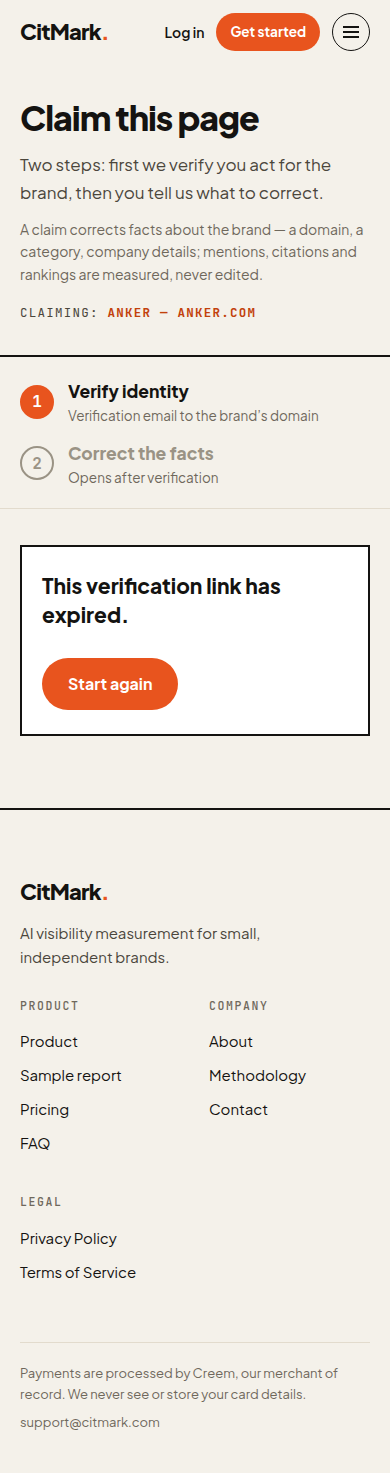 CitMark.
Log in
Get started
Claim this page
Two steps: first we verify you act for the
brand, then you tell us what to correct.
A claim corrects facts about the brand — a domain, a
category, company details; mentions, citations and
rankings are measured, never edited.
CLAIMING: ANKER — ANKER.COM
1
Verify identity
Verification email to the brand's domain
2
Correct the facts
Opens after verification
This verification link has
expired.
Start again
CitMark.
AI visibility measurement for small,
independent brands.
PRODUCT
Product
Sample report
Pricing
FAQ
COMPANY
About
Methodology
Contact
LEGAL
Privacy Policy
Terms of Service
Payments are processed by Creem, our merchant of
record. We never see or store your card details.
support@citmark.com